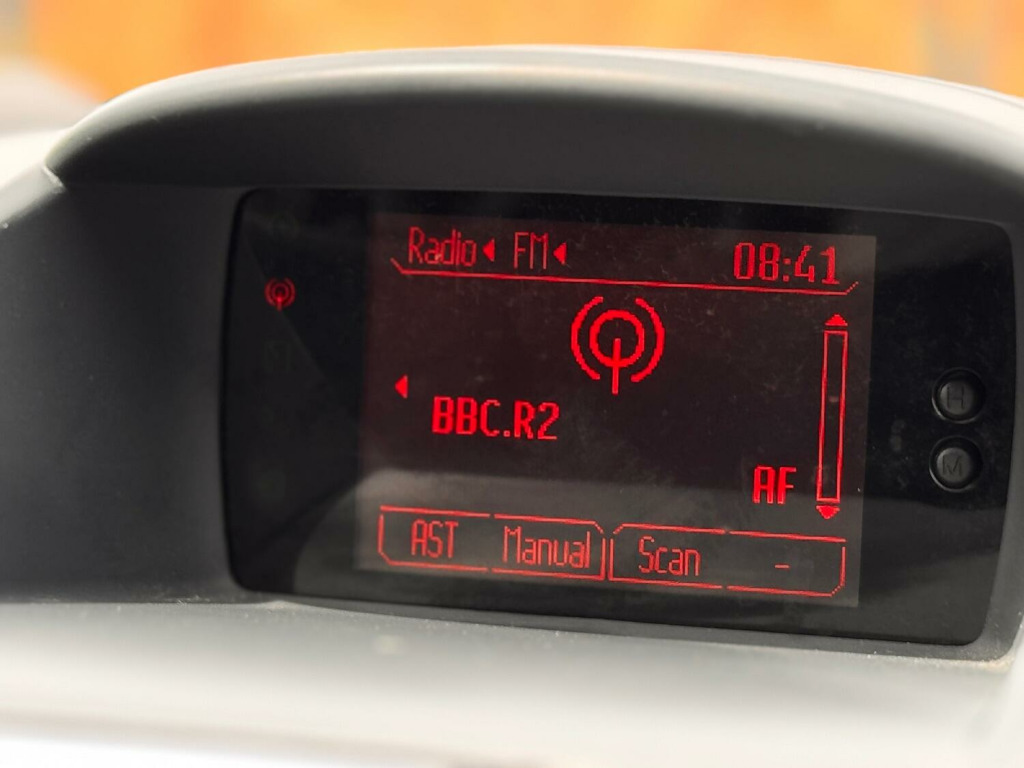 Radio FM 08:41
BBC.R2
AF
AST Manual Scan -
H
M